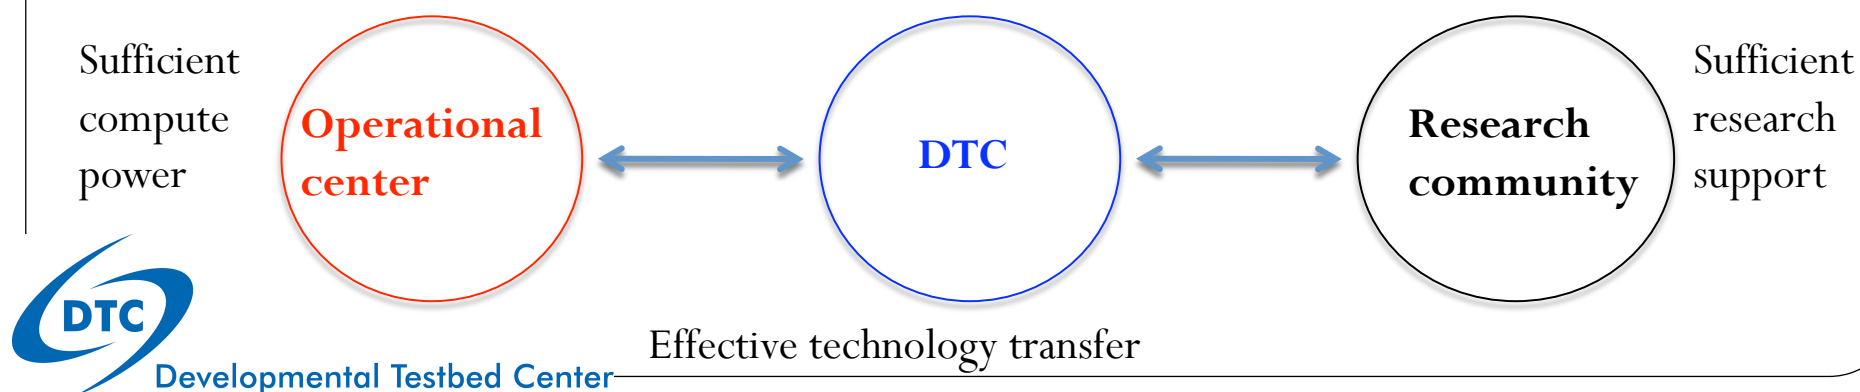 Sufficient
compute
power
Operational
center
DTC
Research
community
Sufficient
research
support
Effective technology transfer
DTC
Developmental Testbed Center